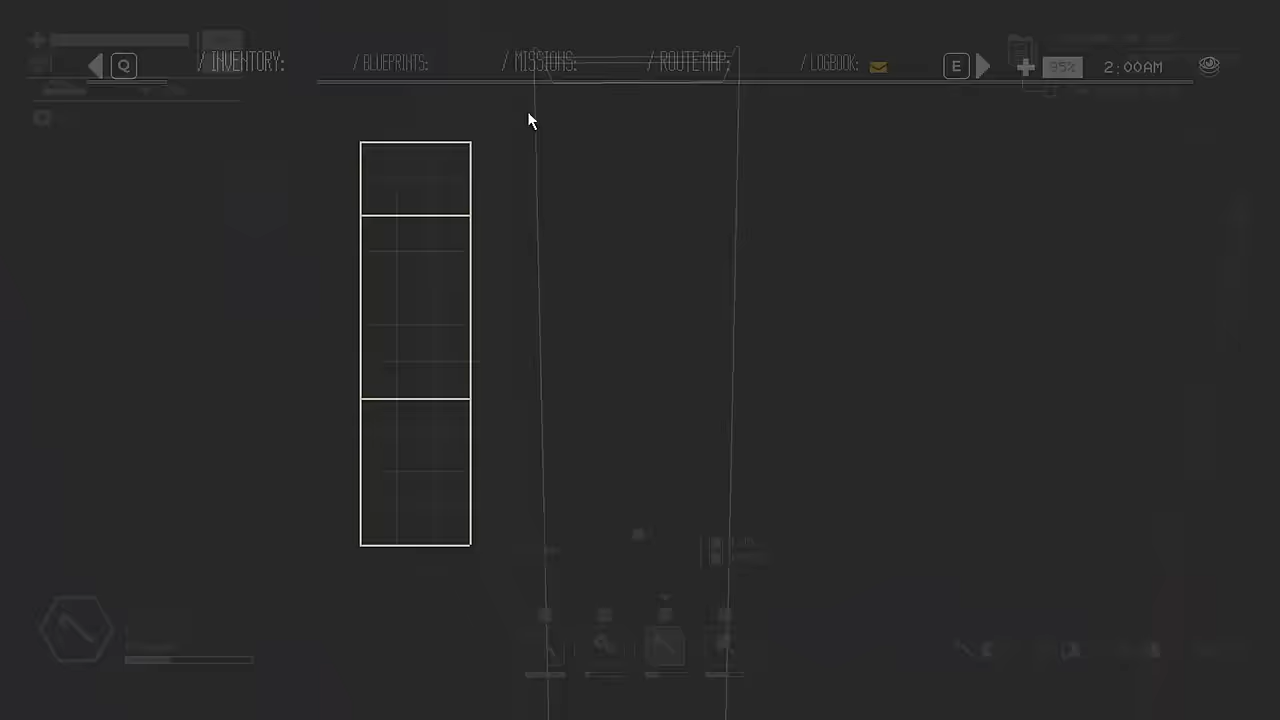 Q / INVENTORY: / BLUEPRINTS: / MISSIONS: / ROUTE MAP: / LOGBOOK: E 95% 2:00AM